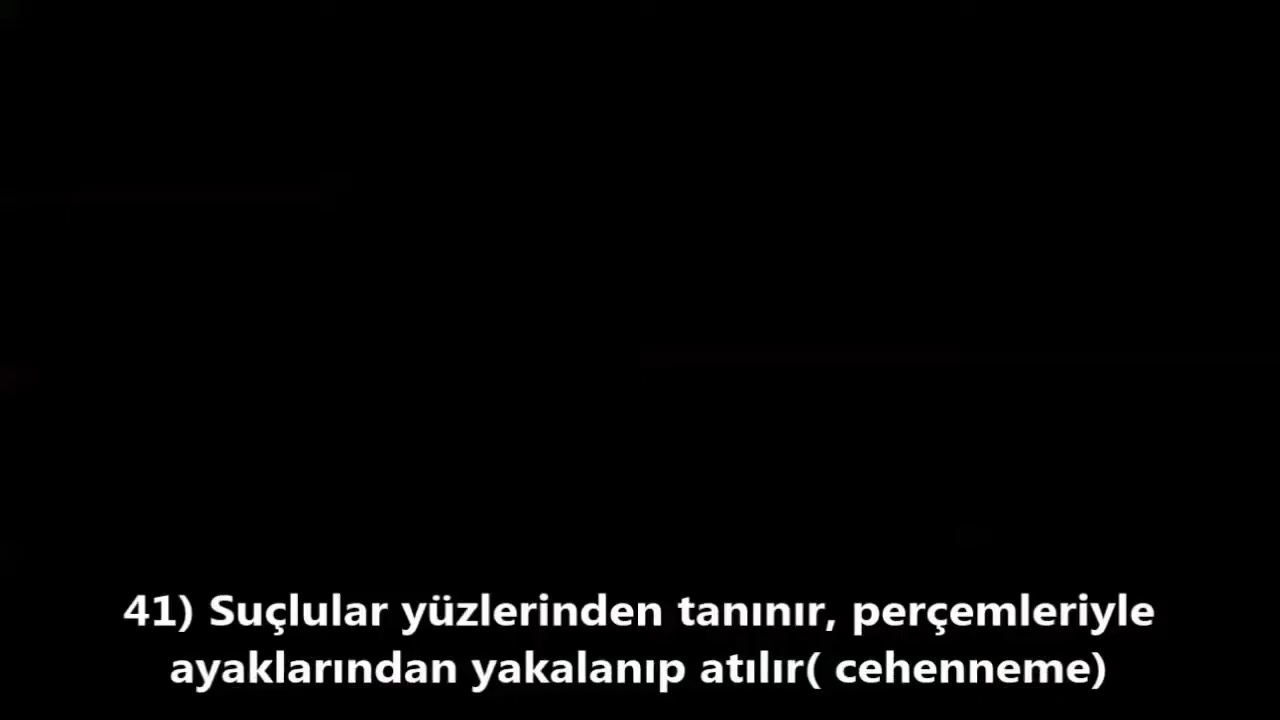 41) Suçlular yüzlerinden tanınır, perçemleriyle
ayaklarından yakalanıp atılır( cehenneme)